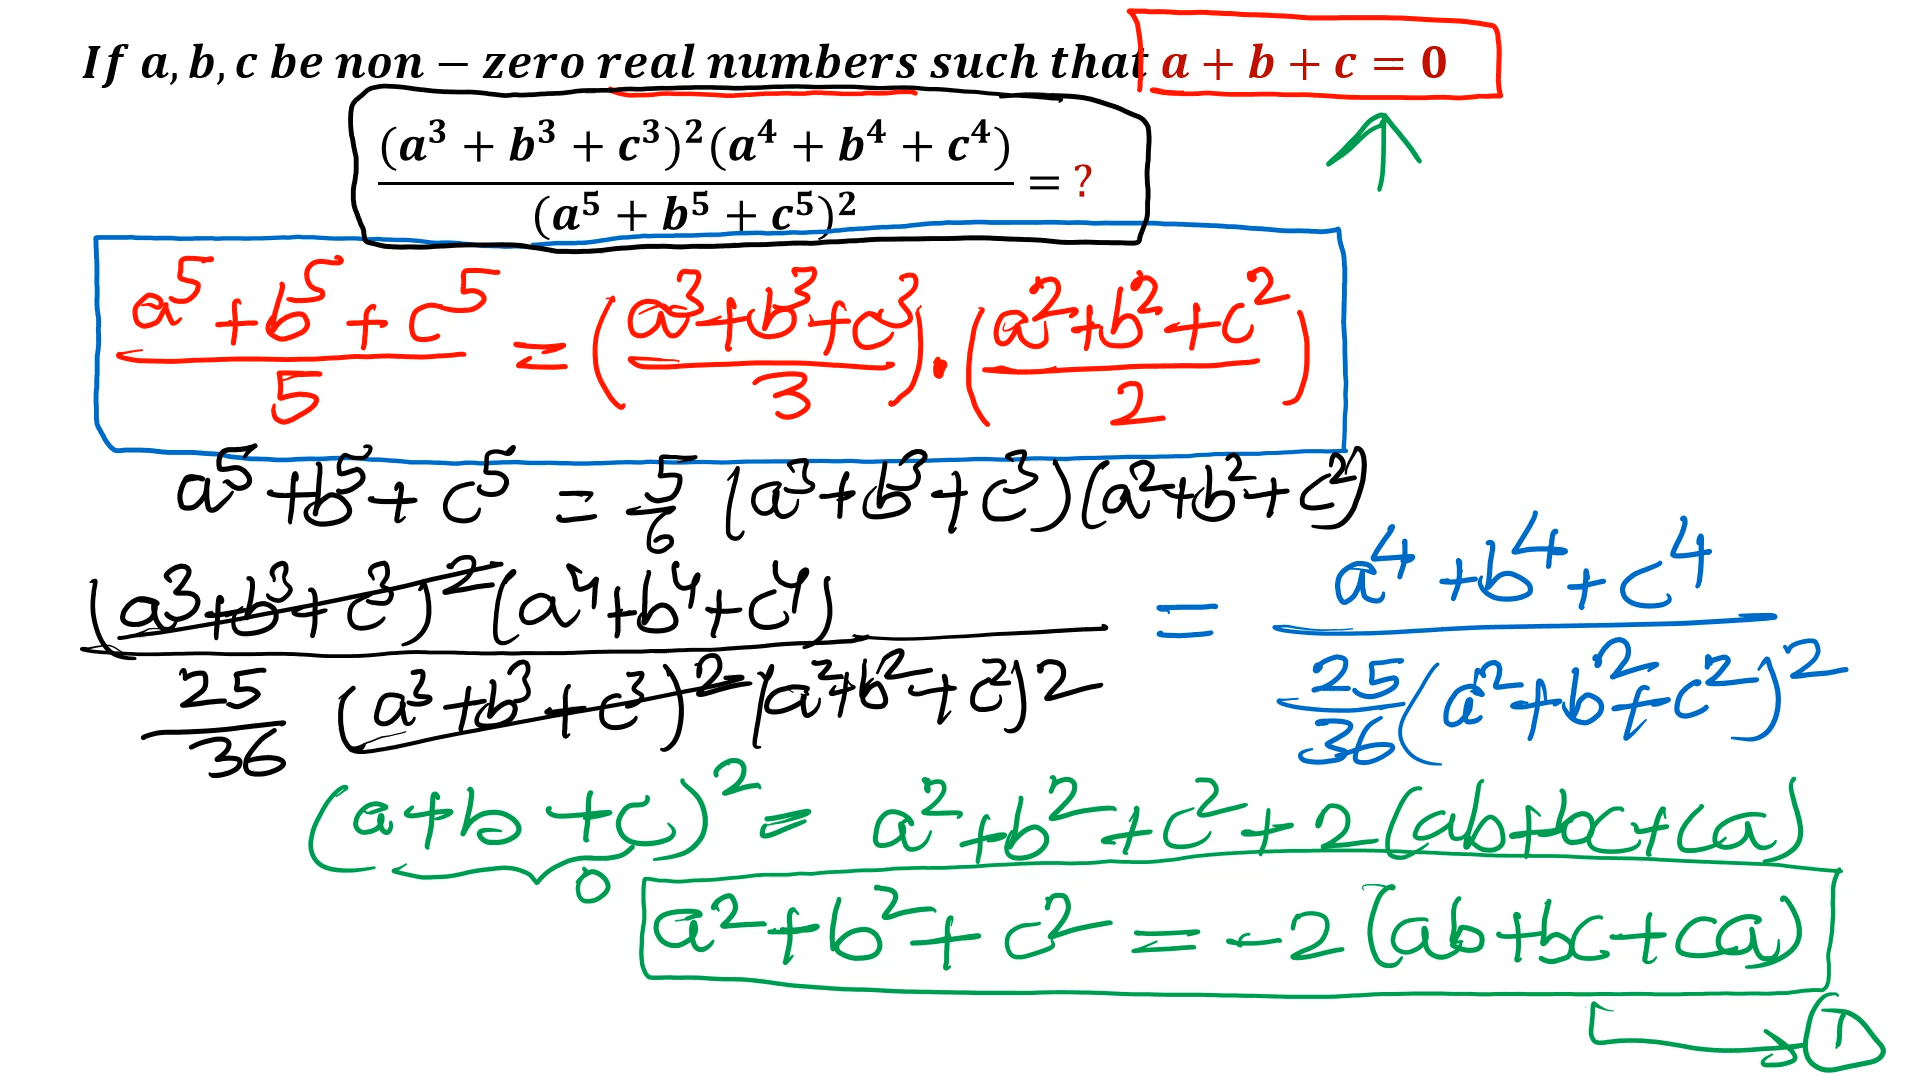 If a, b, c be non − zero real numbers such that a + b + c = 0
(a³ + b³ + c³)²(a⁴ + b⁴ + c⁴) / (a⁵ + b⁵ + c⁵)² = ?
(a⁵+b⁵+c⁵)/5 = ((a³+b³+c³)/3) · ((a²+b²+c²)/2)
a⁵+b⁵+c⁵ = 5/6 (a³+b³+c³)(a²+b²+c²)
(a³+b³+c³)²(a⁴+b⁴+c⁴) / 25/36 (a³+b³+c³)²(a²+b²+c²)² = a⁴+b⁴+c⁴ / 25/36 (a²+b²+c²)²
(a+b+c)² = a²+b²+c²+2(ab+bc+ca)
0
a²+b²+c² = -2(ab+bc+ca)
1